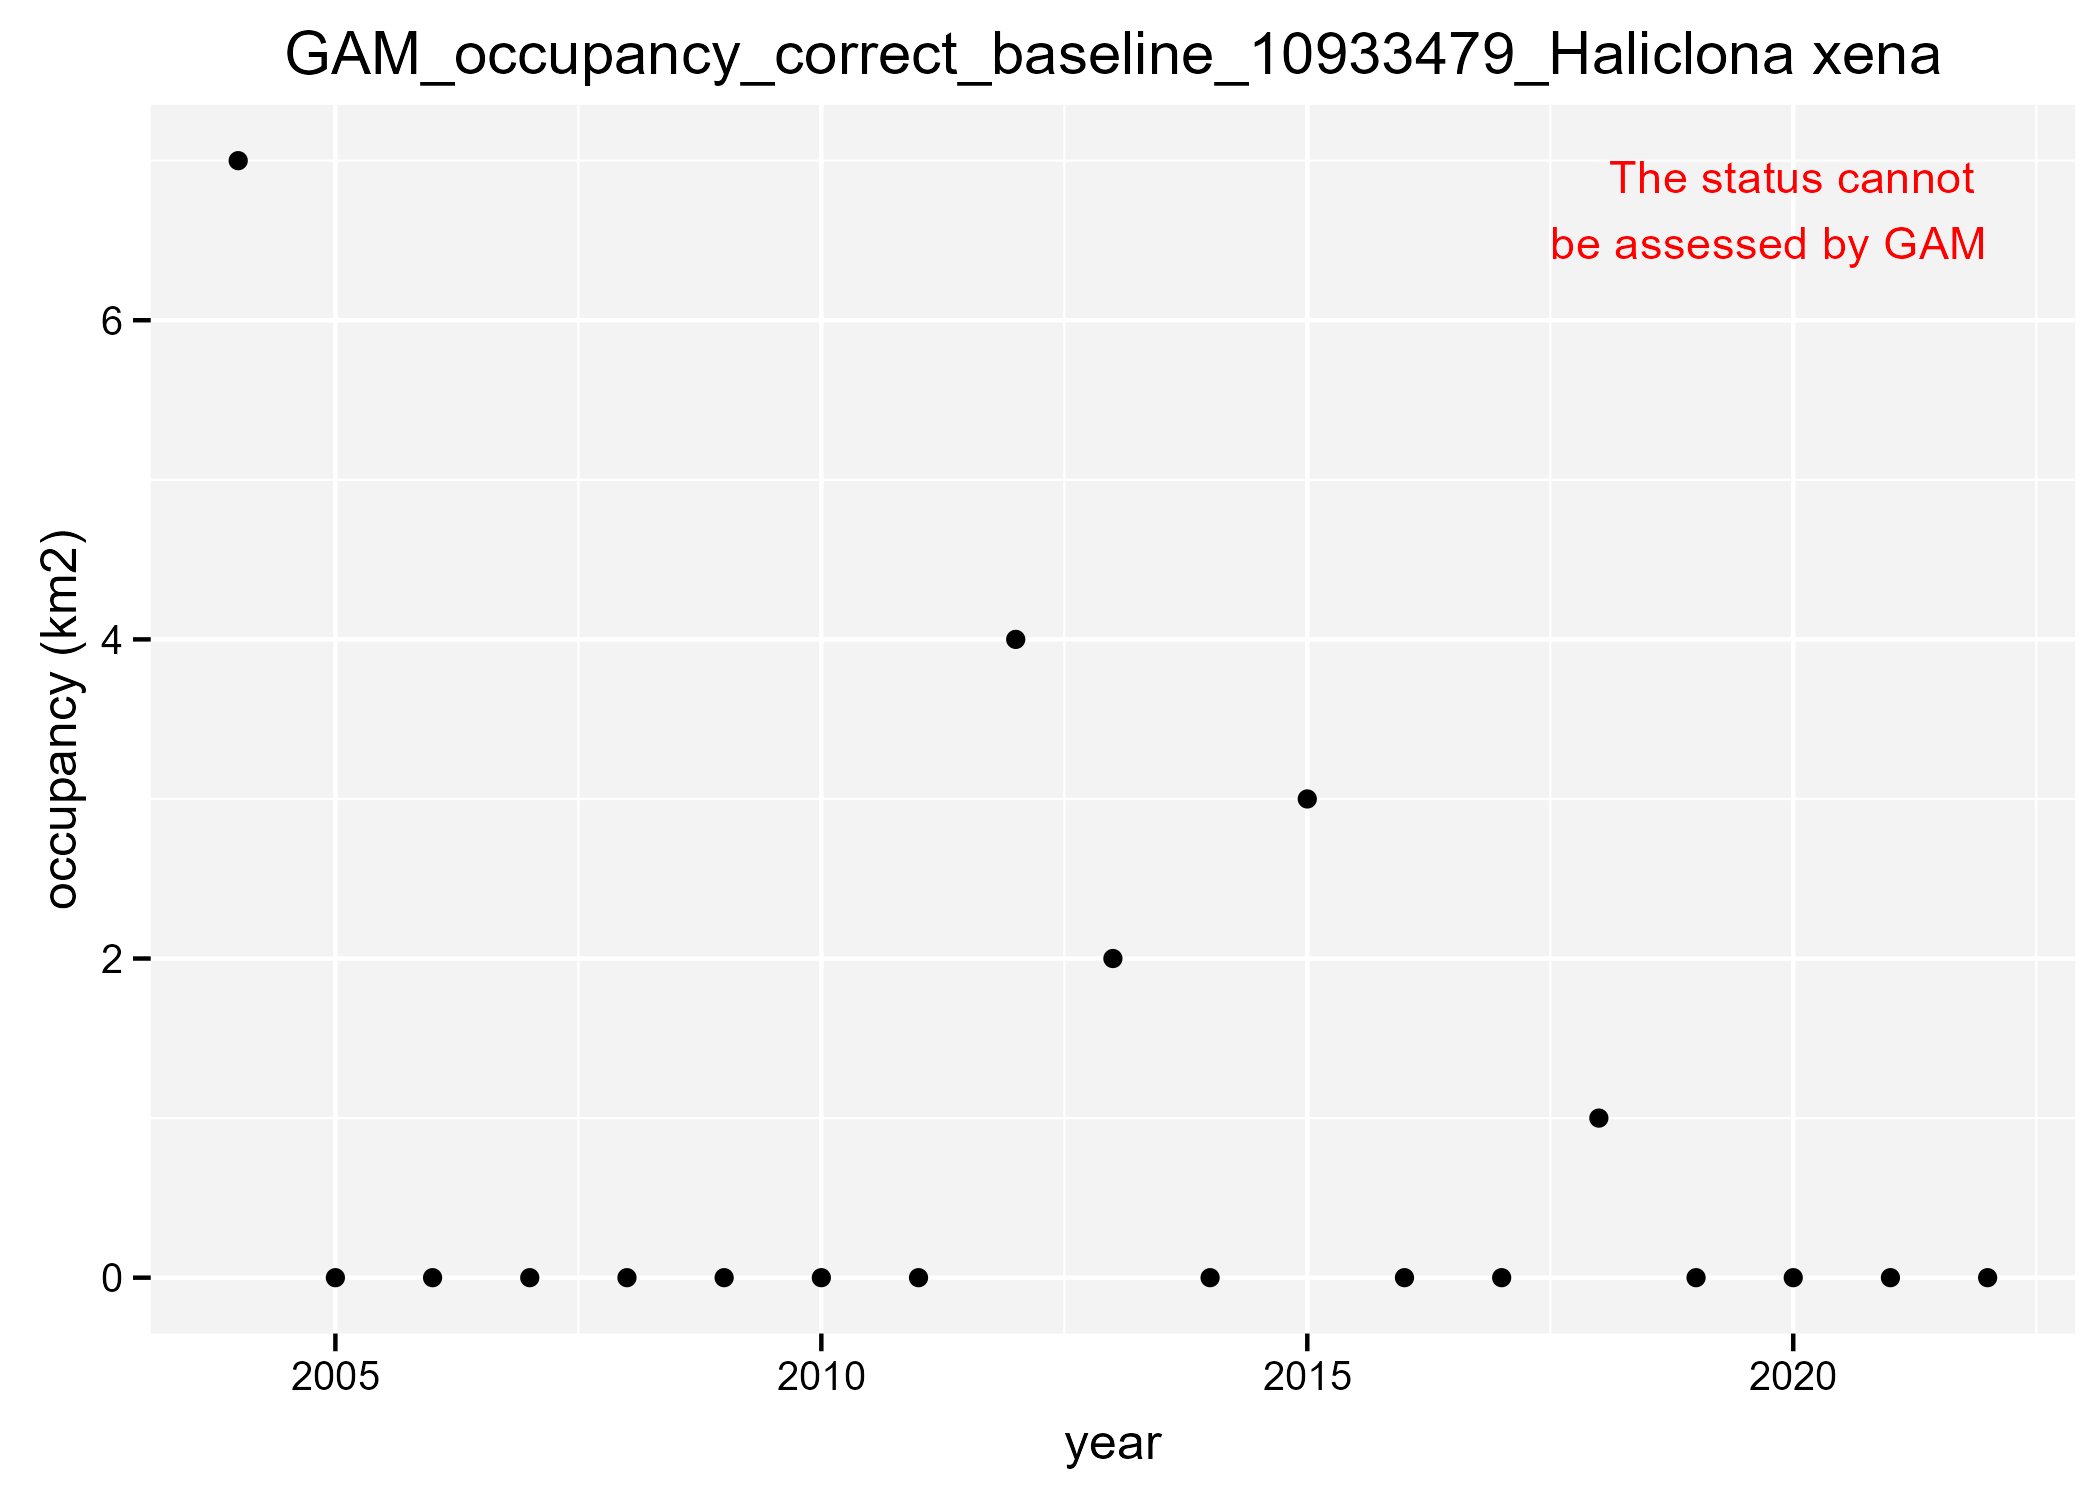 GAM_occupancy_correct_baseline_10933479_Haliclona xena
The status cannot
be assessed by GAM
6
4
2
0
occupancy (km2)
2005 2010 2015 2020
year